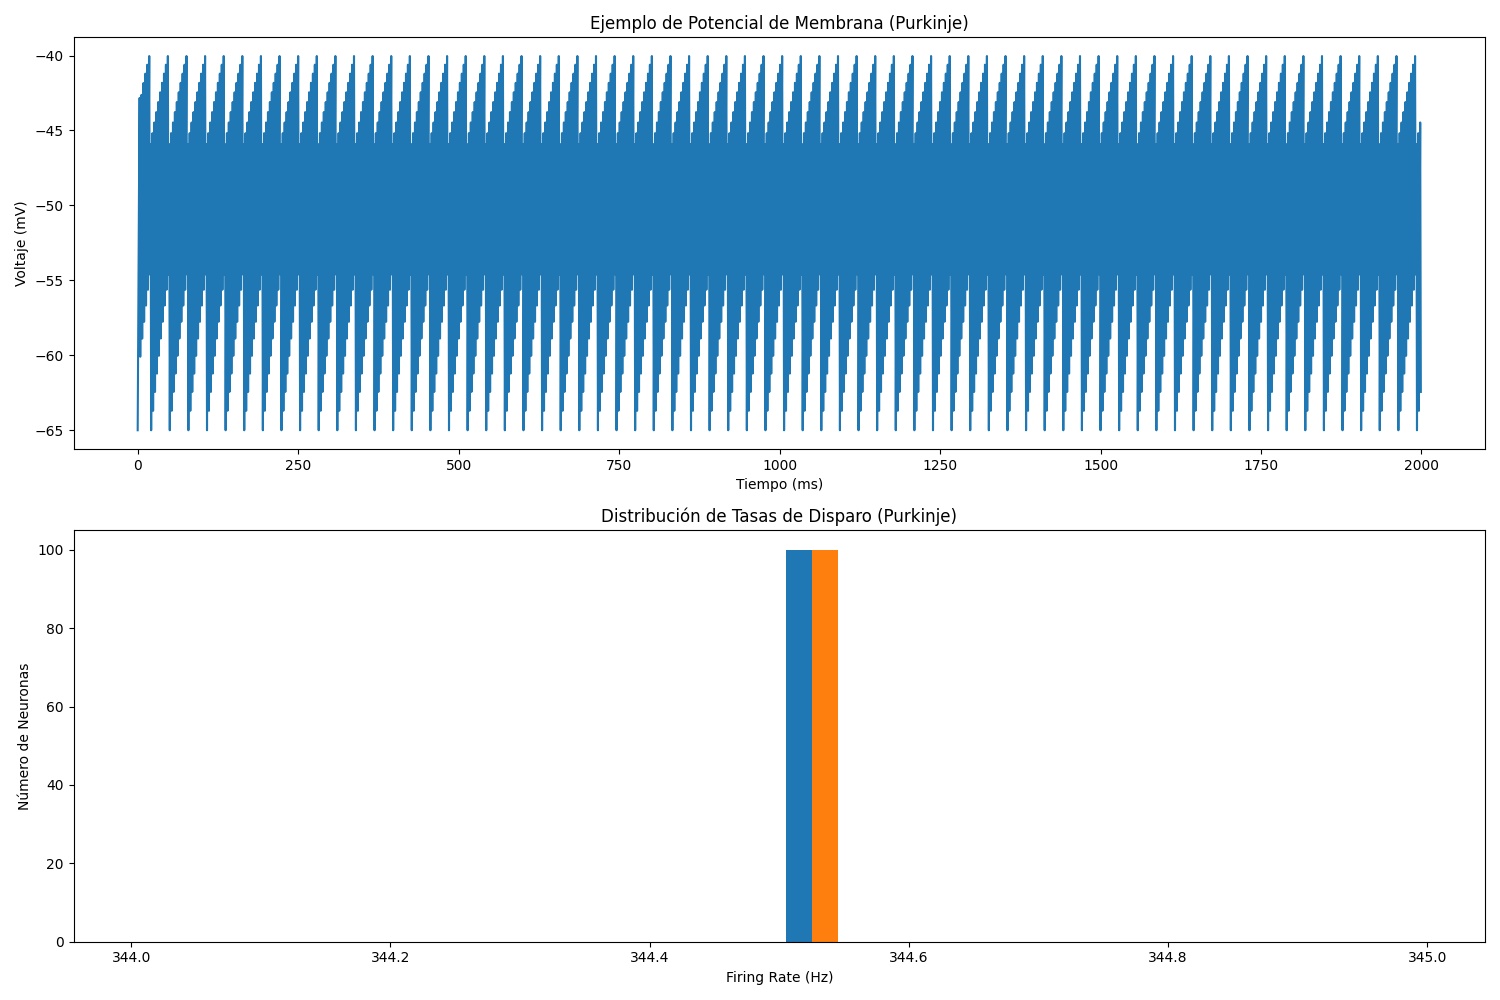 Ejemplo de Potencial de Membrana (Purkinje)
−40
−45
−50
−55
−60
−65
Voltaje (mV)
0 250 500 750 1000 1250 1500 1750 2000
Tiempo (ms)
Distribución de Tasas de Disparo (Purkinje)
100
80
60
40
20
0
Número de Neuronas
344.0 344.2 344.4 344.6 344.8 345.0
Firing Rate (Hz)